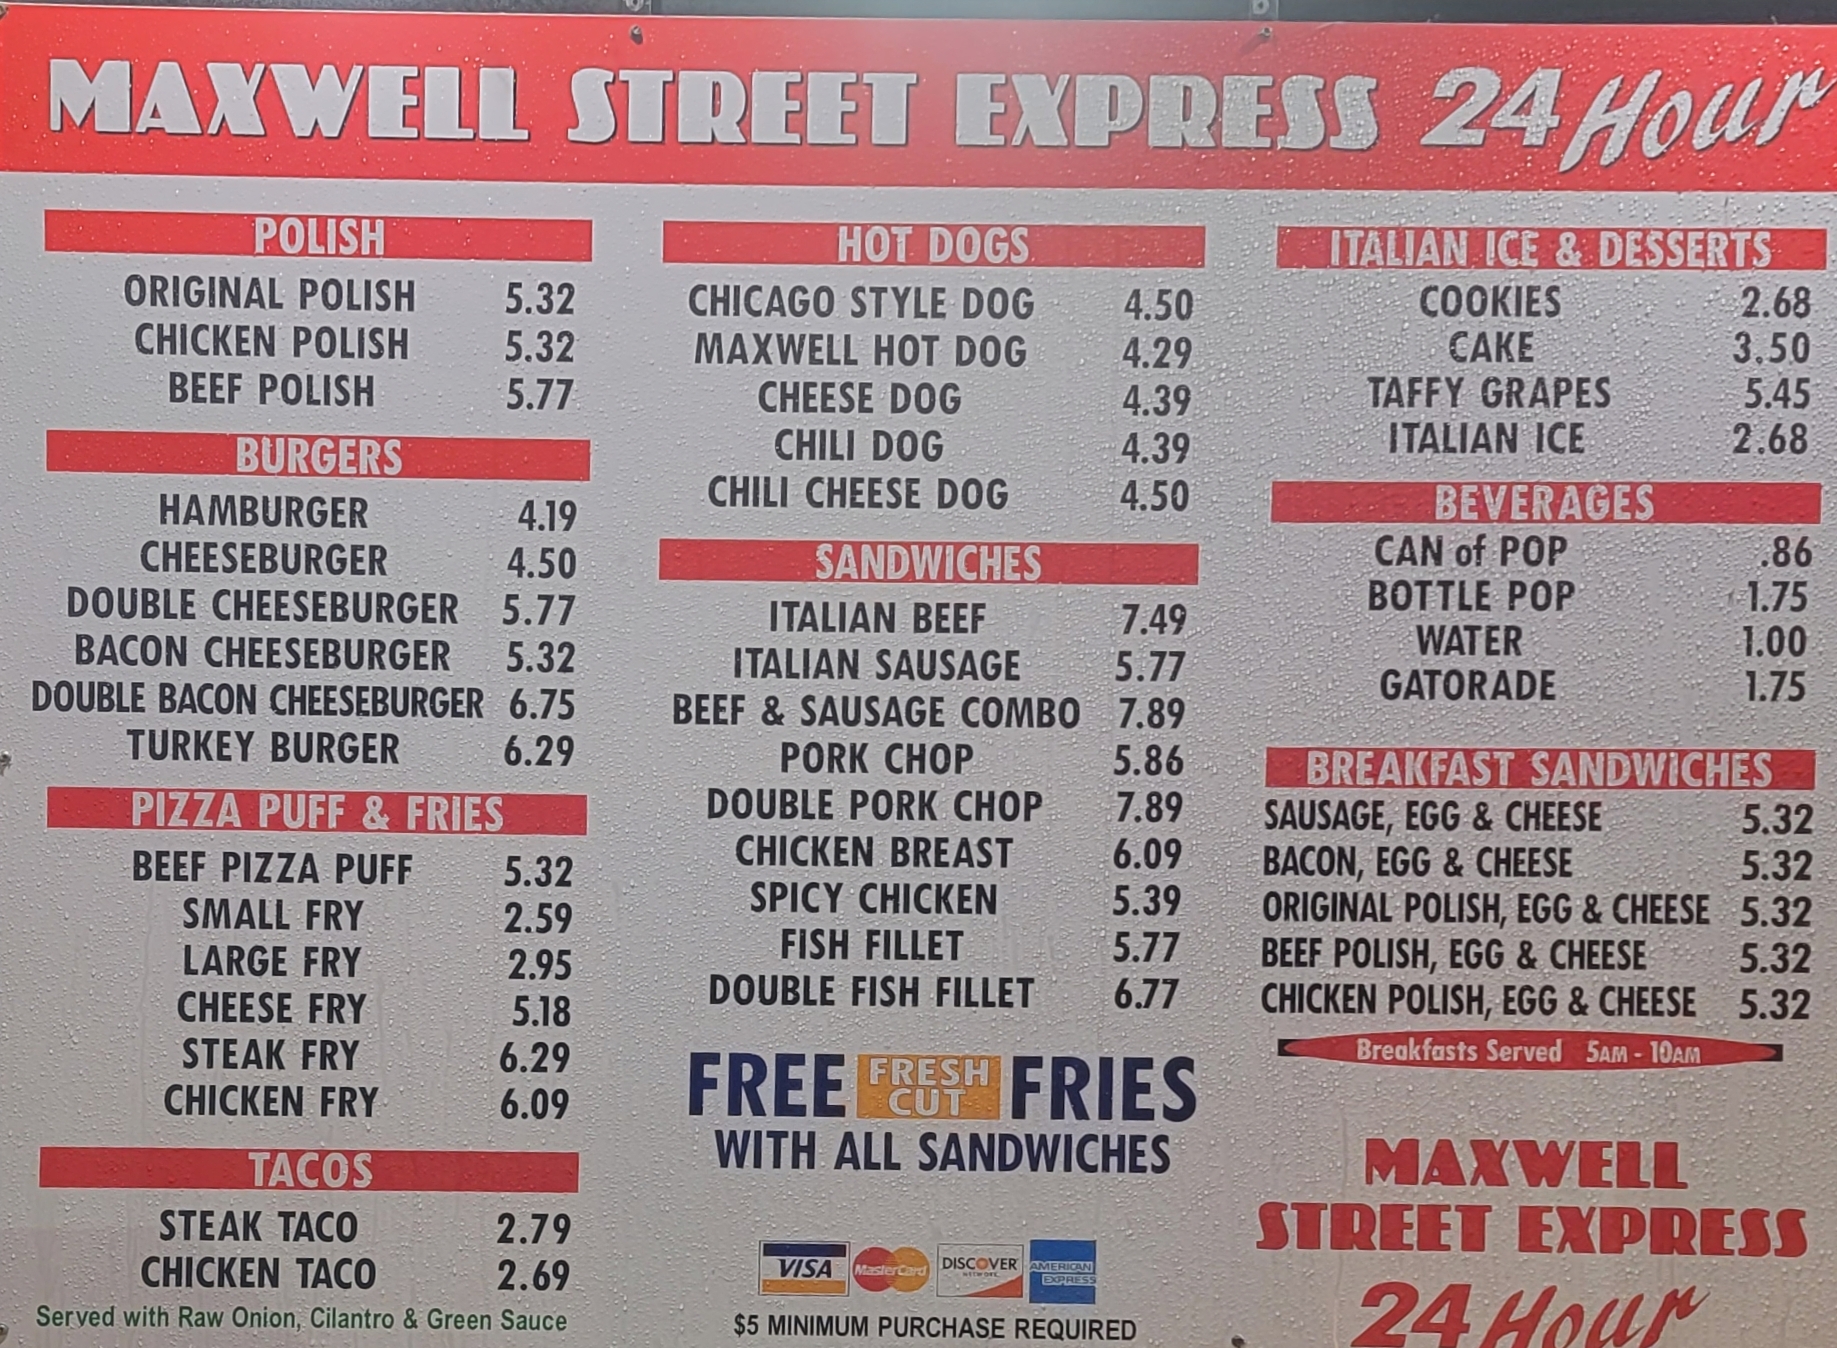 MAXWELL STREET EXPRESS 24 Hour
POLISH
ORIGINAL POLISH 5.32
CHICKEN POLISH 5.32
BEEF POLISH 5.77
BURGERS
HAMBURGER 4.19
CHEESEBURGER 4.50
DOUBLE CHEESEBURGER 5.77
BACON CHEESEBURGER 5.32
DOUBLE BACON CHEESEBURGER 6.75
TURKEY BURGER 6.29
PIZZA PUFF & FRIES
BEEF PIZZA PUFF 5.32
SMALL FRY 2.59
LARGE FRY 2.95
CHEESE FRY 5.18
STEAK FRY 6.29
CHICKEN FRY 6.09
TACOS
STEAK TACO 2.79
CHICKEN TACO 2.69
Served with Raw Onion, Cilantro & Green Sauce
HOT DOGS
CHICAGO STYLE DOG 4.50
MAXWELL HOT DOG 4.29
CHEESE DOG 4.39
CHILI DOG 4.39
CHILI CHEESE DOG 4.50
SANDWICHES
ITALIAN BEEF 7.49
ITALIAN SAUSAGE 5.77
BEEF & SAUSAGE COMBO 7.89
PORK CHOP 5.86
DOUBLE PORK CHOP 7.89
CHICKEN BREAST 6.09
SPICY CHICKEN 5.39
FISH FILLET 5.77
DOUBLE FISH FILLET 6.77
FREE FRESH CUT FRIES
WITH ALL SANDWICHES
VISA MasterCard DISCOVER NETWORK AMERICAN EXPRESS
$5 MINIMUM PURCHASE REQUIRED
ITALIAN ICE & DESSERTS
COOKIES 2.68
CAKE 3.50
TAFFY GRAPES 5.45
ITALIAN ICE 2.68
BEVERAGES
CAN of POP .86
BOTTLE POP 1.75
WATER 1.00
GATORADE 1.75
BREAKFAST SANDWICHES
SAUSAGE, EGG & CHEESE 5.32
BACON, EGG & CHEESE 5.32
ORIGINAL POLISH, EGG & CHEESE 5.32
BEEF POLISH, EGG & CHEESE 5.32
CHICKEN POLISH, EGG & CHEESE 5.32
Breakfasts Served 5AM - 10AM
MAXWELL
STREET EXPRESS
24 Hour